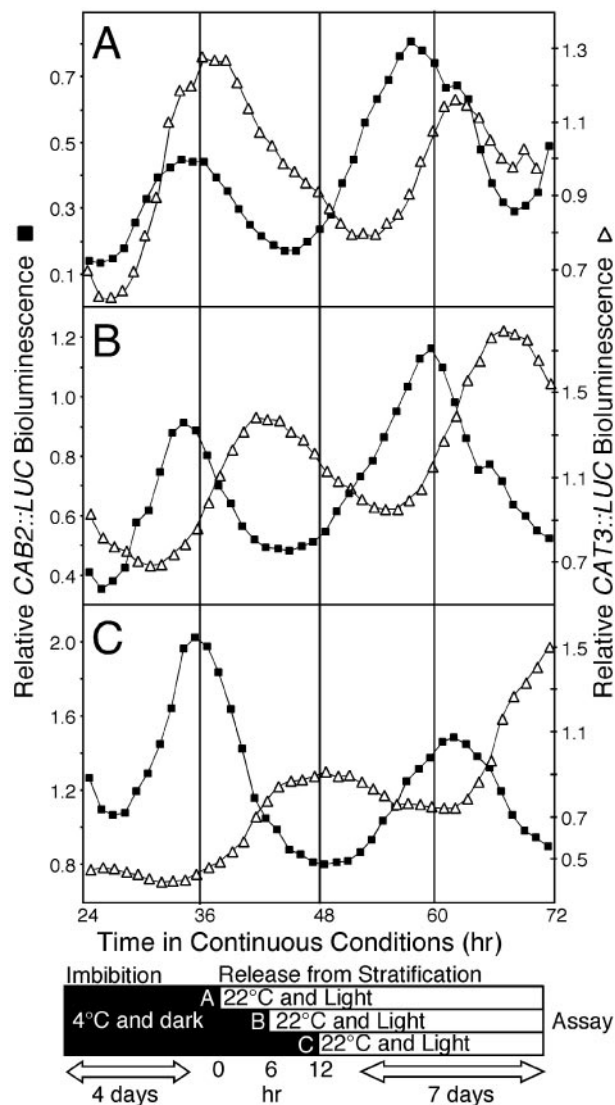 A
0.7
0.5
0.3
0.1
1.3
1.1
0.9
0.7
B
1.2
1.0
0.8
0.6
0.4
1.5
1.1
0.7
C
2.0
1.6
1.2
0.8
1.5
1.1
0.7
0.5
Relative CAB2::LUC Bioluminescence ■
Relative CAT3::LUC Bioluminescence △
24 36 48 60 72
Time in Continuous Conditions (hr)
Imbibition Release from Stratification
A 22°C and Light
4°C and dark B 22°C and Light Assay
C 22°C and Light
0 6 12
4 days hr 7 days